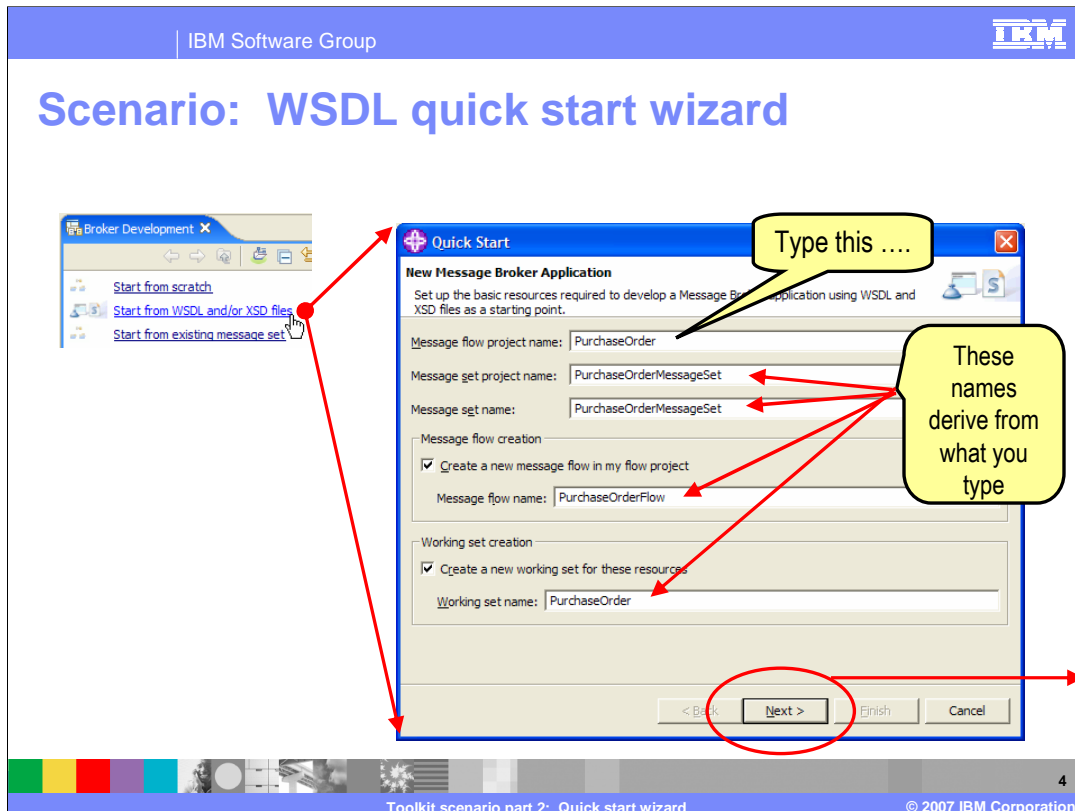 IBM Software Group
IBM
Scenario: WSDL quick start wizard
Broker Development
Start from scratch
Start from WSDL and/or XSD files
Start from existing message set
Quick Start
Type this ....
New Message Broker Application
Set up the basic resources required to develop a Message Broker Application using WSDL and
XSD files as a starting point.
Message flow project name: PurchaseOrder
Message set project name: PurchaseOrderMessageSet
Message set name: PurchaseOrderMessageSet
These
names
derive from
what you
type
Message flow creation
Create a new message flow in my flow project
Message flow name: PurchaseOrderFlow
Working set creation
Create a new working set for these resources
Working set name: PurchaseOrder
< Back
Next >
Finish
Cancel
4
Toolkit scenario part 2: Quick start wizard
© 2007 IBM Corporation